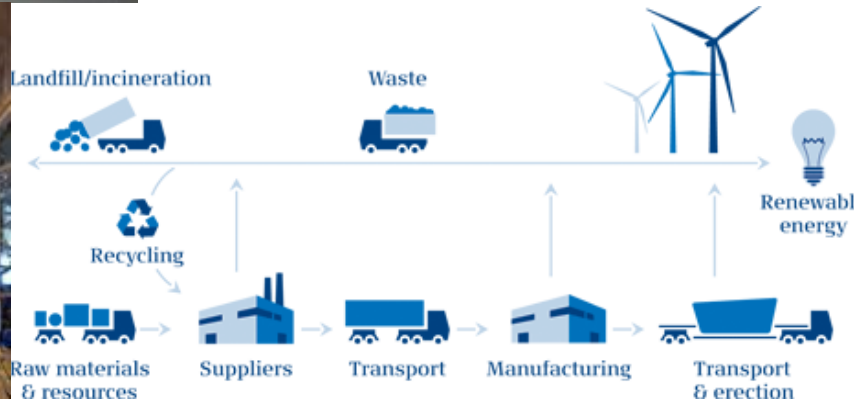 Landfill/incineration
Waste
Renewabl
energy
Recycling
Raw materials
& resources
Suppliers
Transport
Manufacturing
Transport
& erection